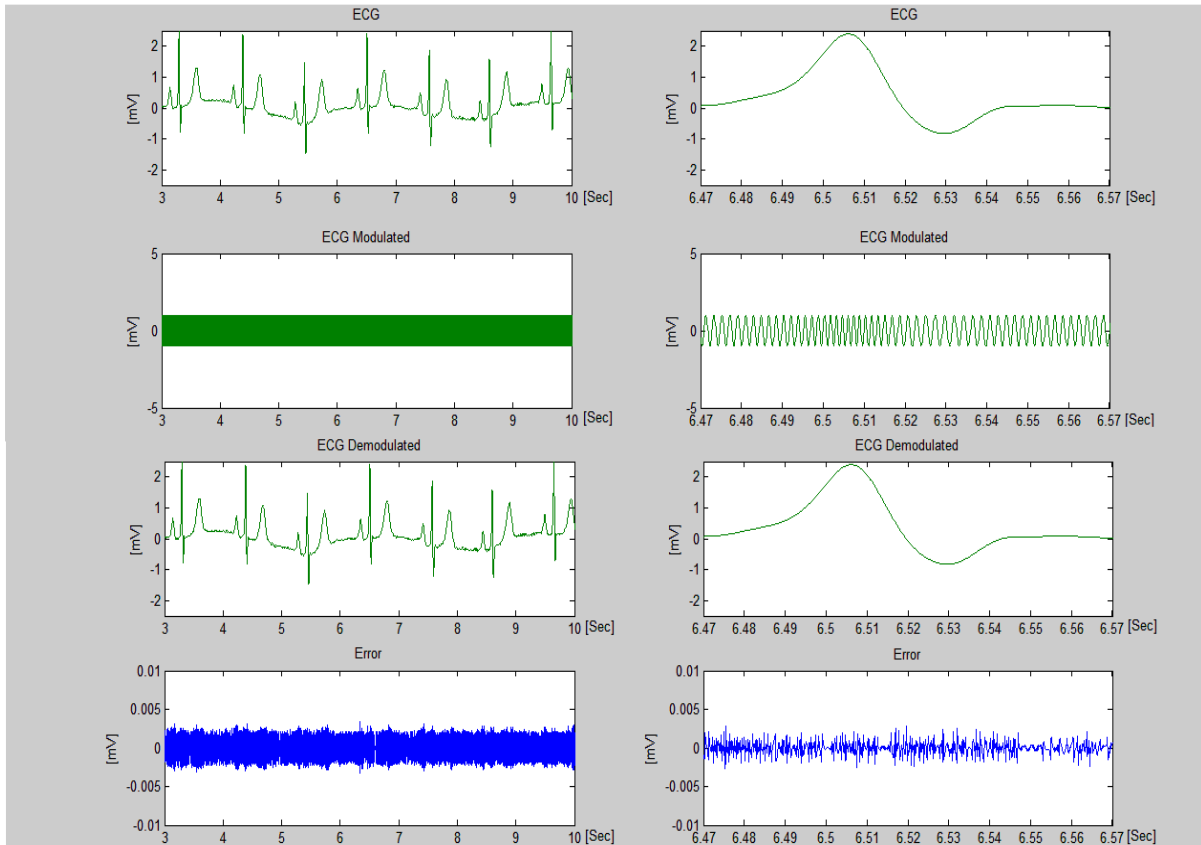 ECG
ECG
2
1
0
-1
-2
[mV]
3 4 5 6 7 8 9 10 [Sec]
2
1
0
-1
-2
[mV]
6.47 6.48 6.49 6.5 6.51 6.52 6.53 6.54 6.55 6.56 6.57 [Sec]
ECG Modulated
ECG Modulated
5
0
-5
[mV]
3 4 5 6 7 8 9 10 [Sec]
5
0
-5
[mV]
6.47 6.48 6.49 6.5 6.51 6.52 6.53 6.54 6.55 6.56 6.57 [Sec]
ECG Demodulated
ECG Demodulated
2
1
0
-1
-2
[mV]
3 4 5 6 7 8 9 10 [Sec]
2
1
0
-1
-2
[mV]
6.47 6.48 6.49 6.5 6.51 6.52 6.53 6.54 6.55 6.56 6.57 [Sec]
Error
Error
0.01
0.005
0
-0.005
-0.01
[mV]
3 4 5 6 7 8 9 10 [Sec]
0.01
0.005
0
-0.005
-0.01
[mV]
6.47 6.48 6.49 6.5 6.51 6.52 6.53 6.54 6.55 6.56 6.57 [Sec]